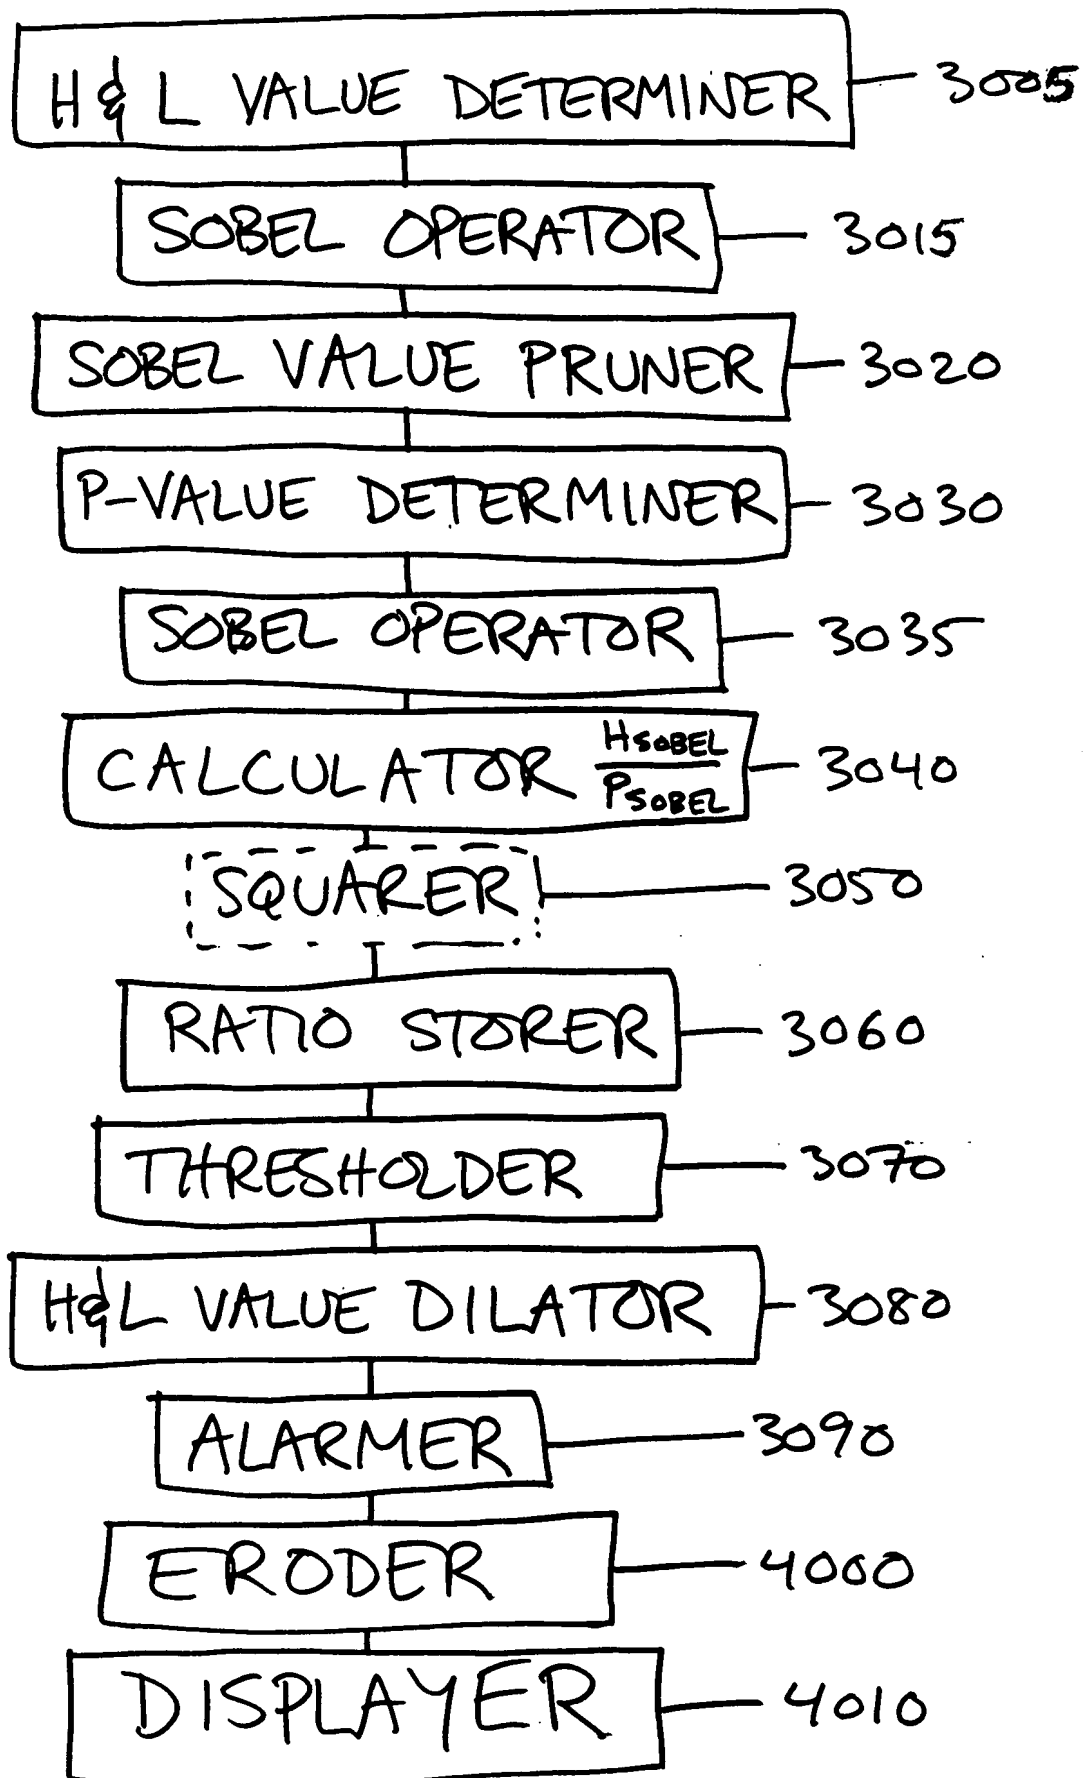 H & L VALUE DETERMINER 3005
SOBEL OPERATOR 3015
SOBEL VALUE PRUNER 3020
P-VALUE DETERMINER 3030
SOBEL OPERATOR 3035
CALCULATOR HSOBEL / PSOBEL 3040
SQUARER 3050
RATIO STORER 3060
THRESHOLDER 3070
H&L VALUE DILATOR 3080
ALARMER 3090
ERODER 4000
DISPLAYER 4010